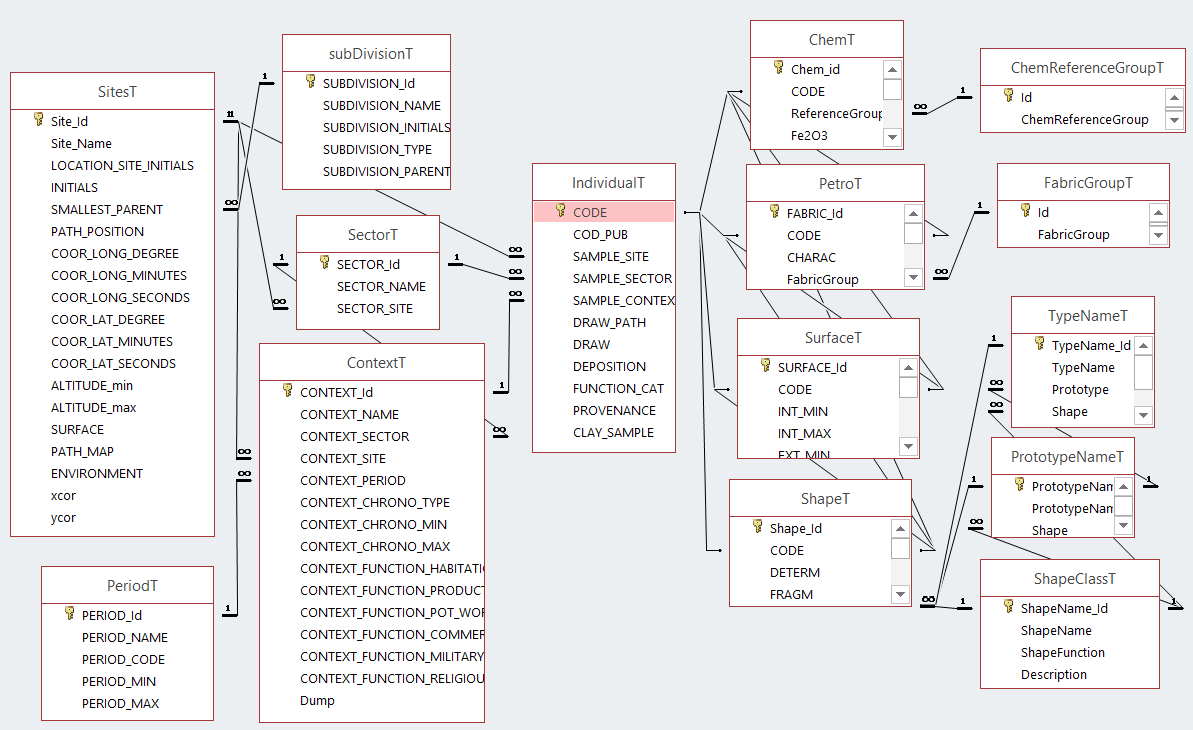 SitesT
Site_Id
Site_Name
LOCATION_SITE_INITIALS
INITIALS
SMALLEST_PARENT
PATH_POSITION
COOR_LONG_DEGREE
COOR_LONG_MINUTES
COOR_LONG_SECONDS
COOR_LAT_DEGREE
COOR_LAT_MINUTES
COOR_LAT_SECONDS
ALTITUDE_min
ALTITUDE_max
SURFACE
PATH_MAP
ENVIRONMENT
xcor
ycor
PeriodT
PERIOD_Id
PERIOD_NAME
PERIOD_CODE
PERIOD_MIN
PERIOD_MAX
subDivisionT
SUBDIVISION_Id
SUBDIVISION_NAME
SUBDIVISION_INITIALS
SUBDIVISION_TYPE
SUBDIVISION_PARENT
SectorT
SECTOR_Id
SECTOR_NAME
SECTOR_SITE
ContextT
CONTEXT_Id
CONTEXT_NAME
CONTEXT_SECTOR
CONTEXT_SITE
CONTEXT_PERIOD
CONTEXT_CHRONO_TYPE
CONTEXT_CHRONO_MIN
CONTEXT_CHRONO_MAX
CONTEXT_FUNCTION_HABITATI
CONTEXT_FUNCTION_PRODUCT
CONTEXT_FUNCTION_POT_WOR
CONTEXT_FUNCTION_COMMER
CONTEXT_FUNCTION_MILITARY
CONTEXT_FUNCTION_RELIGIOU
Dump
IndividualT
CODE
COD_PUB
SAMPLE_SITE
SAMPLE_SECTOR
SAMPLE_CONTEX
DRAW_PATH
DRAW
DEPOSITION
FUNCTION_CAT
PROVENANCE
CLAY_SAMPLE
ChemT
Chem_id
CODE
ReferenceGroup
Fe2O3
PetroT
FABRIC_Id
CODE
CHARAC
FabricGroup
SurfaceT
SURFACE_Id
CODE
INT_MIN
INT_MAX
EXT_MIN
ShapeT
Shape_Id
CODE
DETERM
FRAGM
ChemReferenceGroupT
Id
ChemReferenceGroup
FabricGroupT
Id
FabricGroup
TypeNameT
TypeName_Id
TypeName
Prototype
Shape
PrototypeNameT
PrototypeNam
PrototypeNam
Shape
ShapeClassT
ShapeName_Id
ShapeName
ShapeFunction
Description
1
∞
11
1
∞
∞
∞
1
1
∞
∞
∞
1
∞
1
∞
1
∞
1
1
∞
∞
1
1
∞
∞
1
1